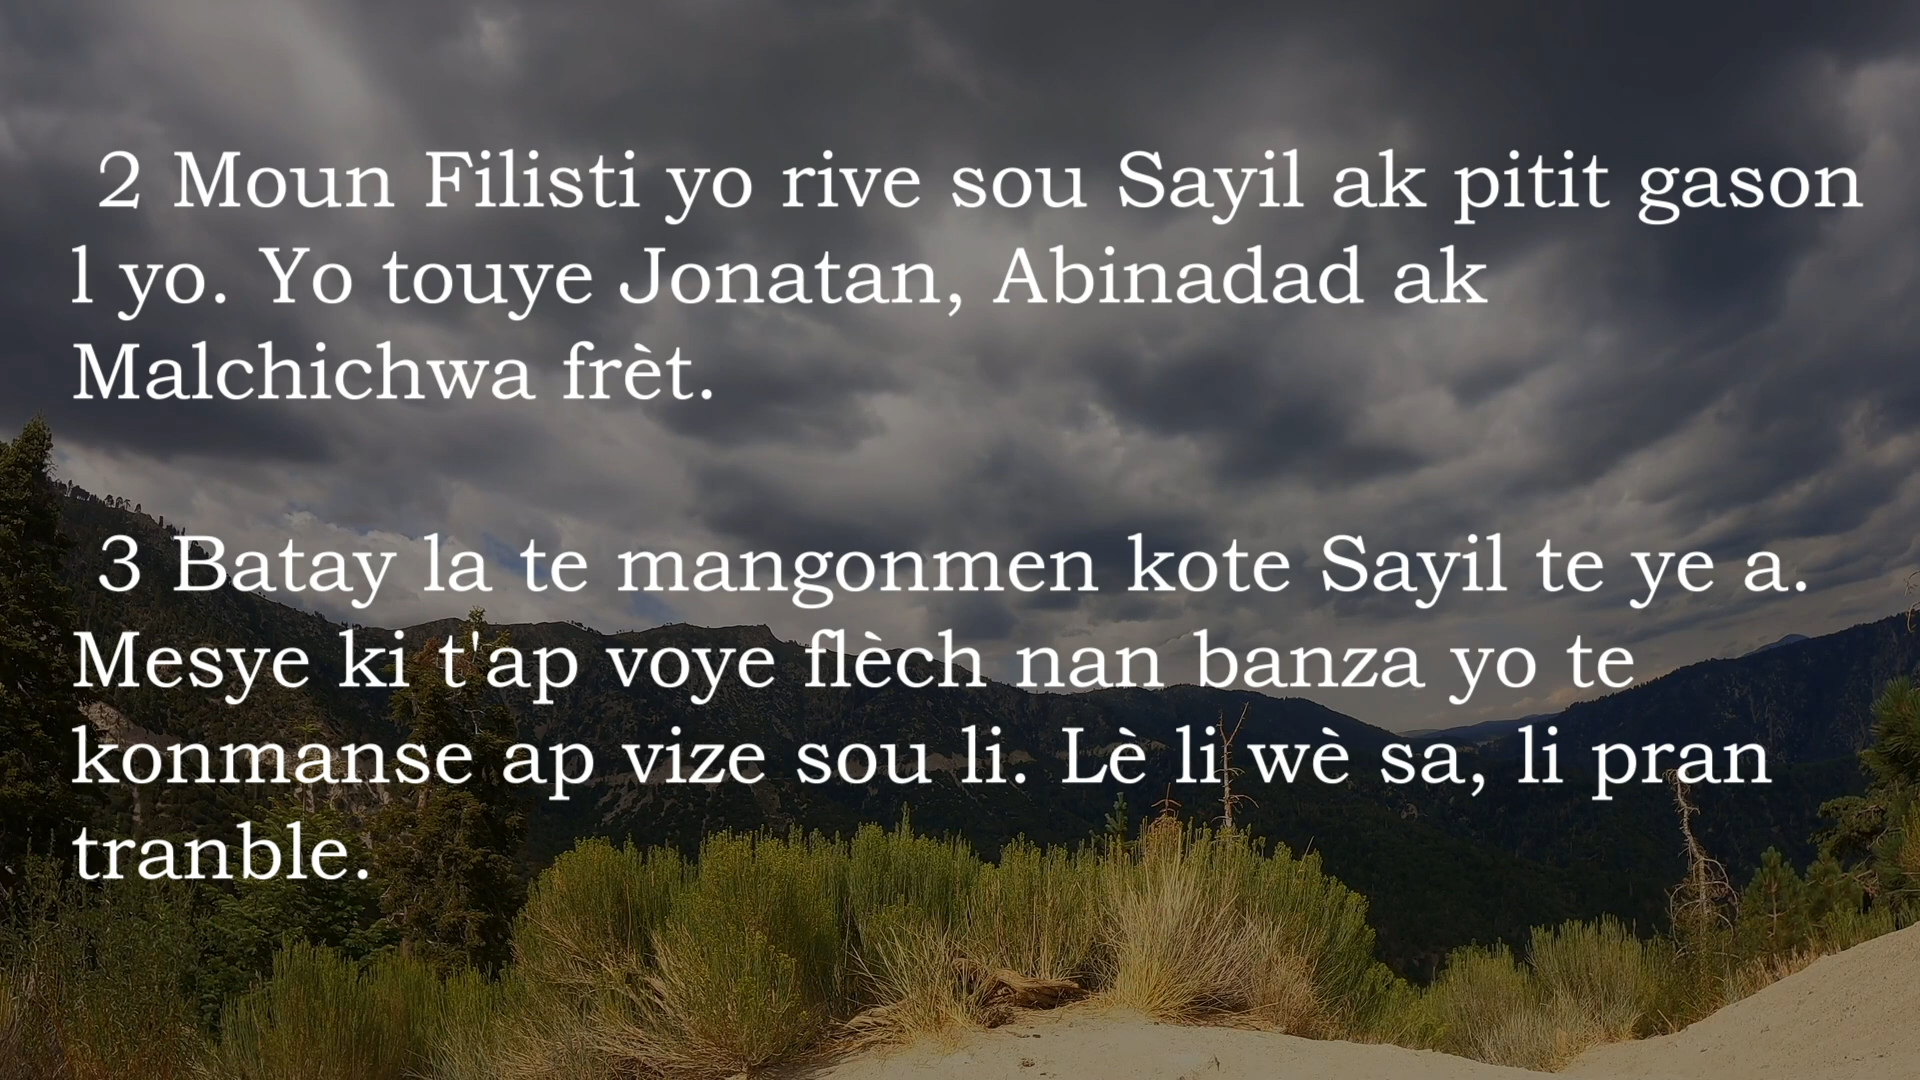 2 Moun Filisti yo rive sou Sayil ak pitit gason
l yo. Yo touye Jonatan, Abinadad ak
Malchichwa frèt.
3 Batay la te mangonmen kote Sayil te ye a.
Mesye ki t'ap voye flèch nan banza yo te
konmanse ap vize sou li. Lè li wè sa, li pran
tranble.